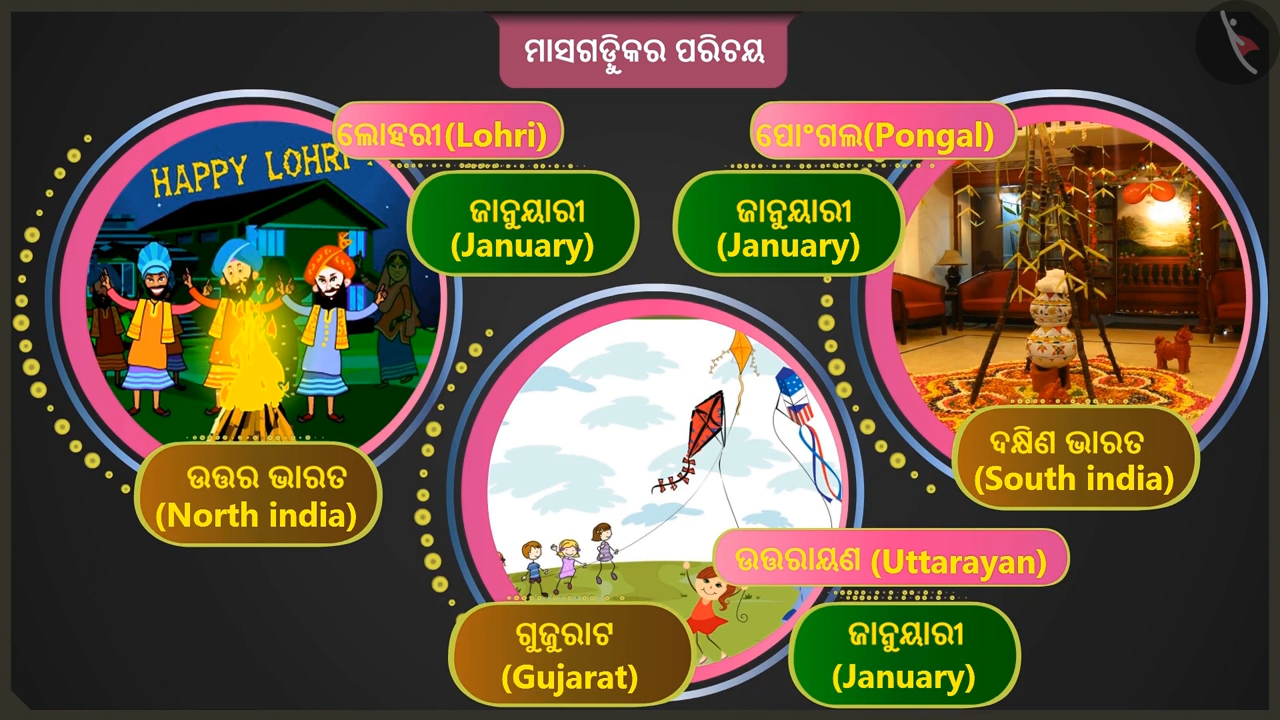 ମାସଗଡ଼ିୁକର ପରିଚୟ
HAPPY LOHRI
ଲୋହରୀ(Lohri)
ଜାନୁୟାରୀ
(January)
ଉତ୍ତର ଭାରତ
(North india)
ପୋଂଗଲ(Pongal)
ଜାନୁୟାରୀ
(January)
ଦକ୍ଷିଣ ଭାରତ
(South india)
ଉତ୍ତରାୟଣ (Uttarayan)
ଗୁଜୁରାଟ
(Gujarat)
ଜାନୁୟାରୀ
(January)